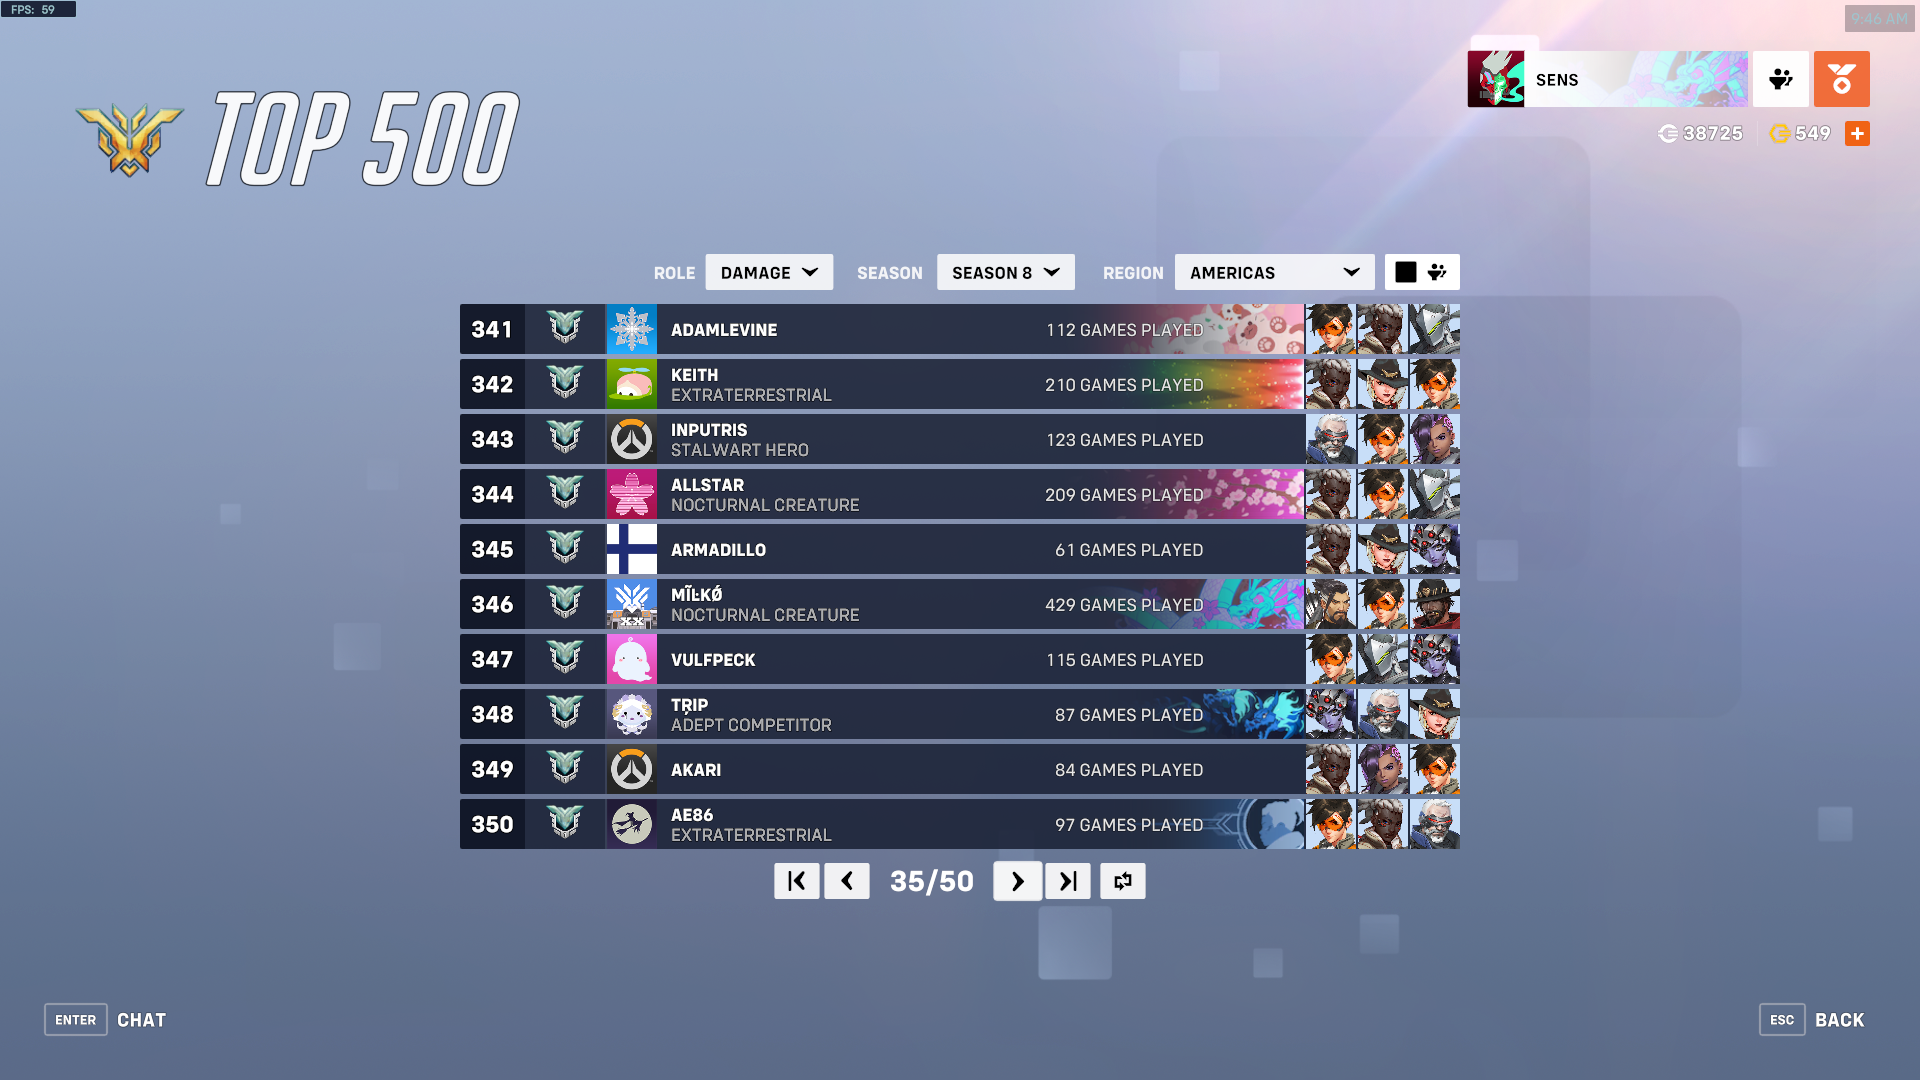 FPS: 59
9:46 AM
TOP 500
SENS
38725
549
ROLE DAMAGE SEASON SEASON 8 REGION AMERICAS
341 ADAMLEVINE 112 GAMES PLAYED
342 KEITH 210 GAMES PLAYED
EXTRATERRESTRIAL
343 INPUTRIS 123 GAMES PLAYED
STALWART HERO
344 ALLSTAR 209 GAMES PLAYED
NOCTURNAL CREATURE
345 ARMADILLO 61 GAMES PLAYED
346 MĨŁKǾ 429 GAMES PLAYED
NOCTURNAL CREATURE
347 VULFPECK 115 GAMES PLAYED
348 TŖIP 87 GAMES PLAYED
ADEPT COMPETITOR
349 AKARI 84 GAMES PLAYED
350 AE86 97 GAMES PLAYED
EXTRATERRESTRIAL
35/50
ENTER CHAT
ESC BACK